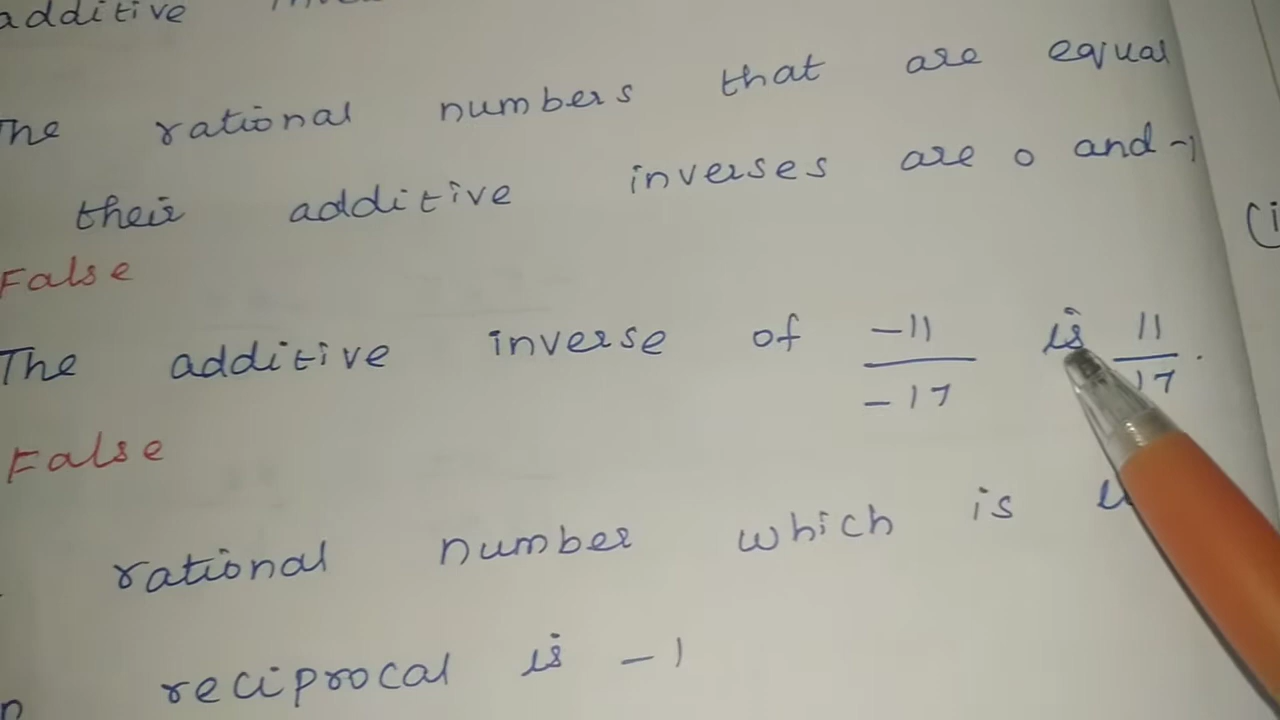 additive
The rational numbers that are equal
their additive inverses are 0 and -1
False
The additive inverse of -11/-17 is 11/17.
False
rational number which is
reciprocal is -1
(i